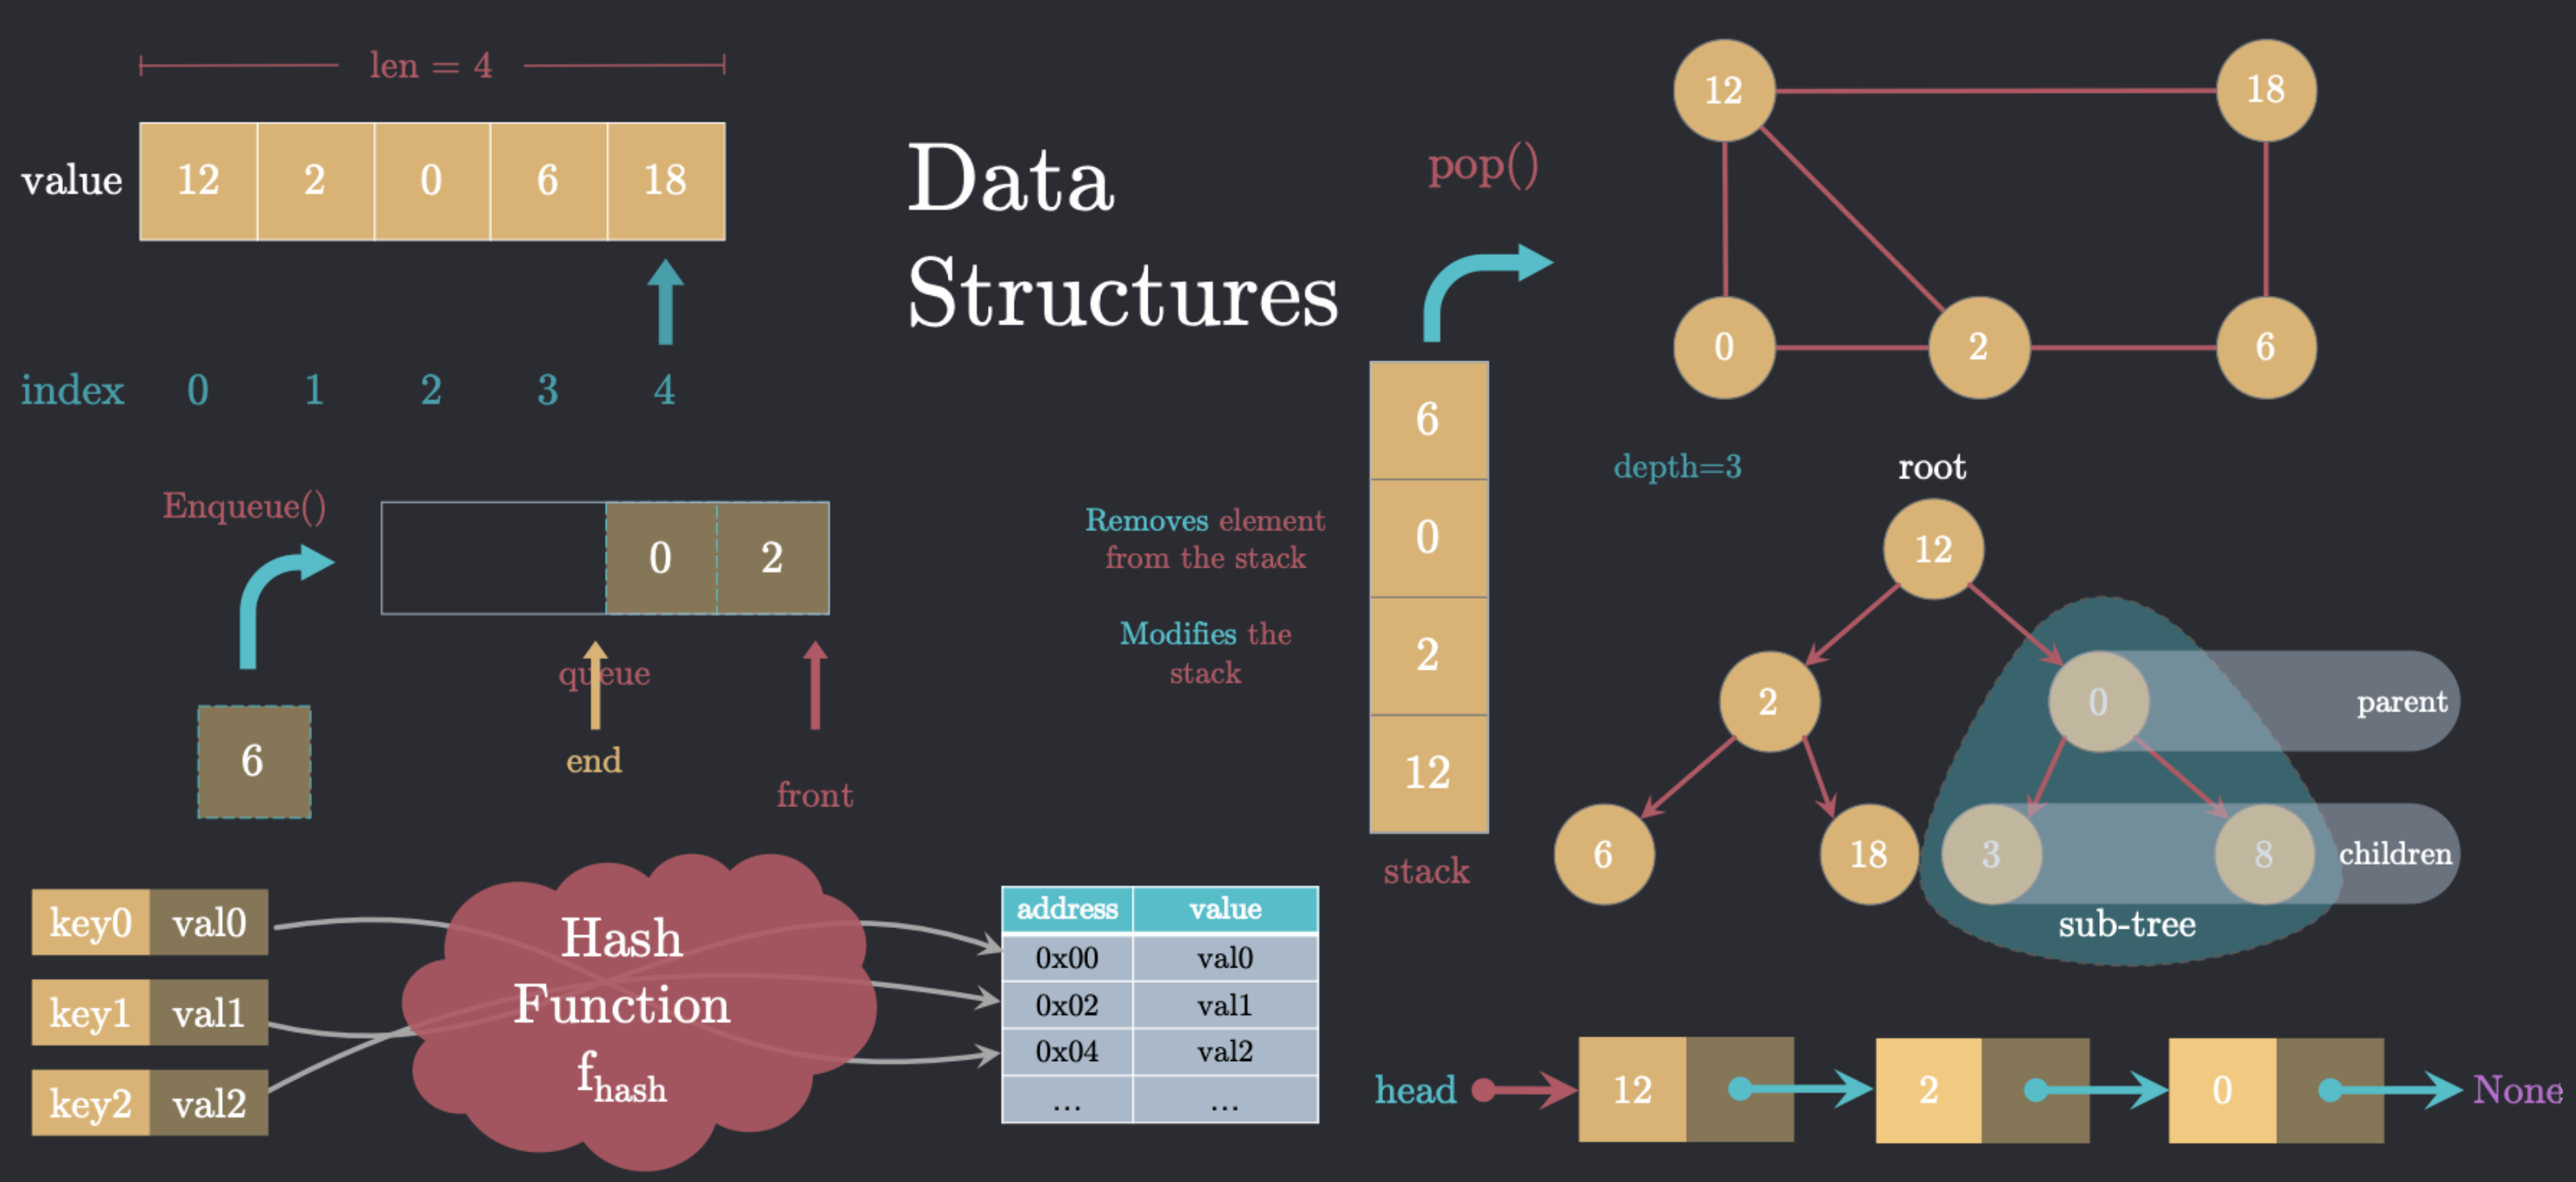 len = 4
value 12 2 0 6 18
index 0 1 2 3 4
Data
Structures
pop()
12 18
0 2 6
Enqueue()
0 2
6
queue
end
front
Removes element
from the stack
Modifies the
stack
6
0
2
12
stack
depth=3
root
12
2 0 parent
6 18 3 8 children
sub-tree
key0 val0
key1 val1
key2 val2
Hash
Function
fhash
address value
0x00 val0
0x02 val1
0x04 val2
... ...
head 12 2 0 None